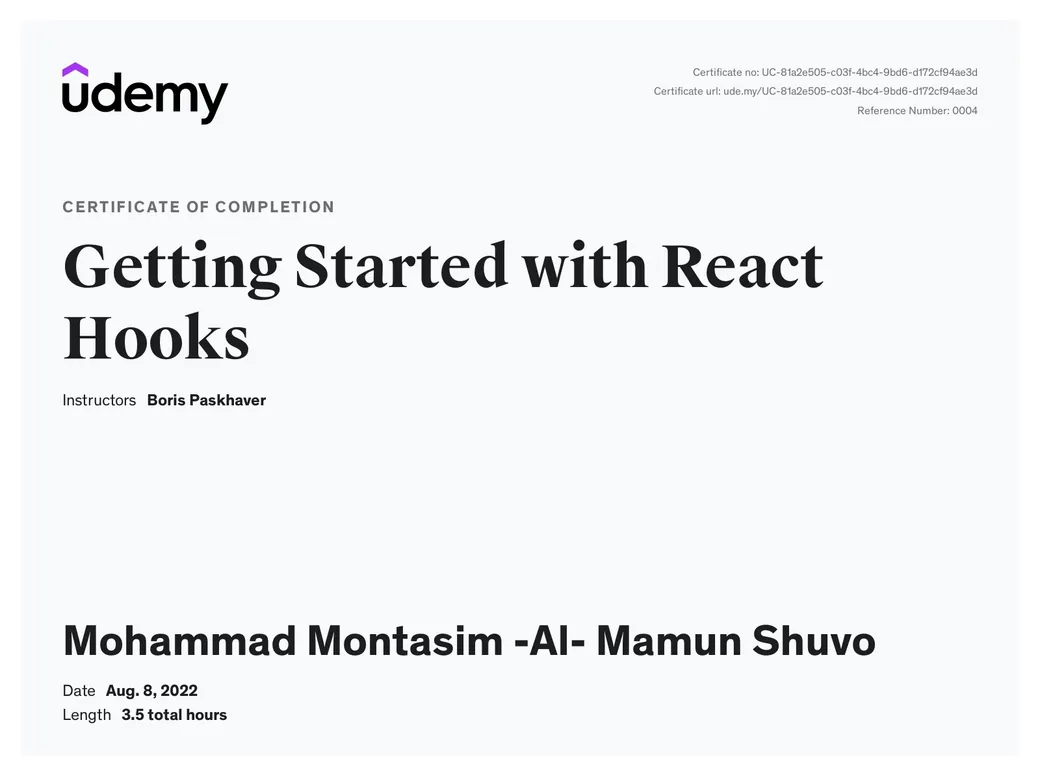 udemy
Certificate no: UC-81a2e505-c03f-4bc4-9bd6-d172cf94ae3d
Certificate url: ude.my/UC-81a2e505-c03f-4bc4-9bd6-d172cf94ae3d
Reference Number: 0004
CERTIFICATE OF COMPLETION
Getting Started with React
Hooks
Instructors Boris Paskhaver
Mohammad Montasim -Al- Mamun Shuvo
Date Aug. 8, 2022
Length 3.5 total hours